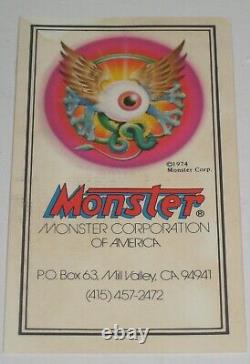 ©1974
Monster Corp.
Monster®
MONSTER CORPORATION
OF AMERICA
P.O. Box 63, Mill Valley, CA 94941
(415) 457-2472